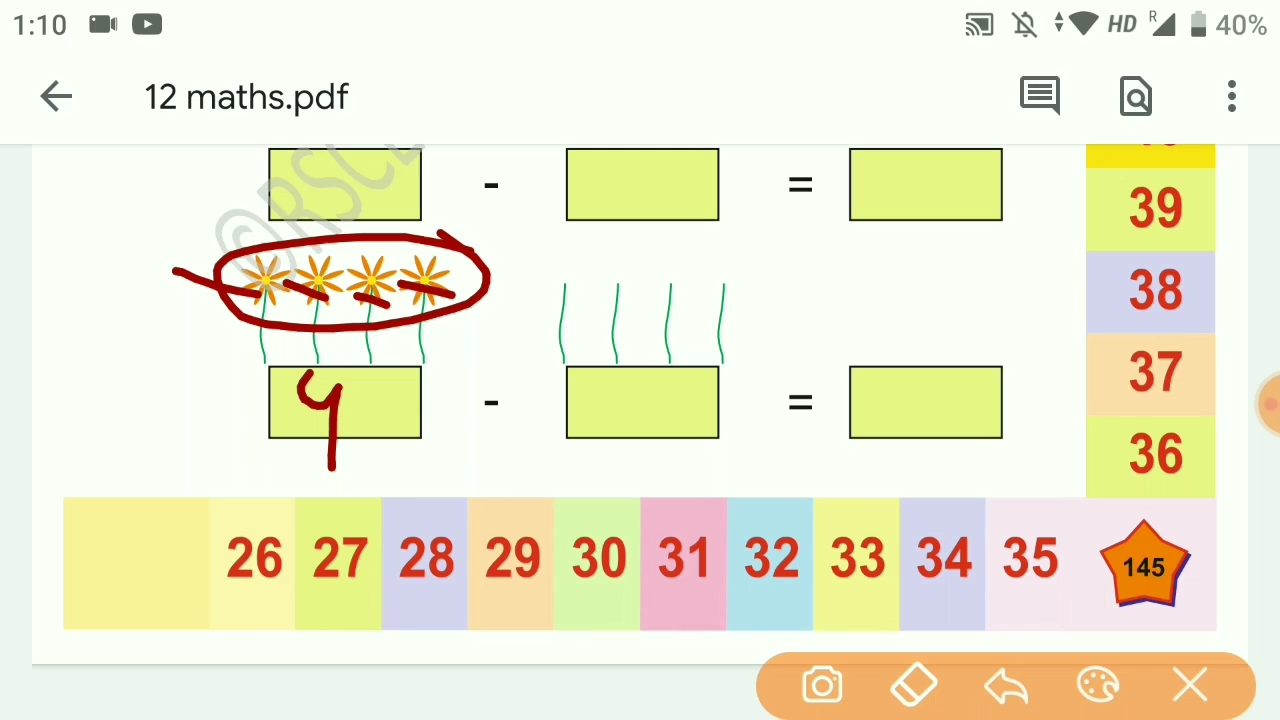 1:10 HD R 40%
12 maths.pdf
©RSCE
- =
39
38
4 - =
37
36
26 27 28 29 30 31 32 33 34 35 145